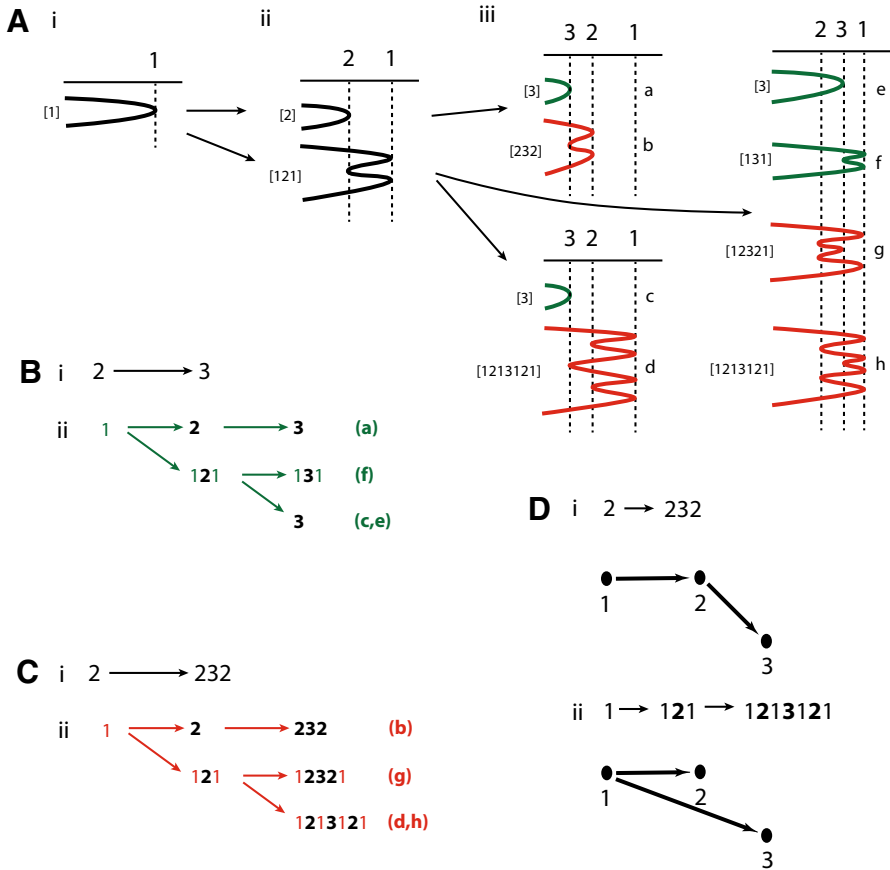 A i ii iii
1
[1]
2 1
[2]
[121]
3 2 1
[3] a
[232] b
3 2 1
[3] c
[1213121] d
2 3 1
[3] e
[131] f
[12321] g
[1213121] h
B i 2 3
ii 1 2 3 (a)
121 131 (f)
3 (c,e)
C i 2 232
ii 1 2 232 (b)
121 12321 (g)
1213121 (d,h)
D i 2 232
1 2
3
ii 1 121 1213121
1 2
3